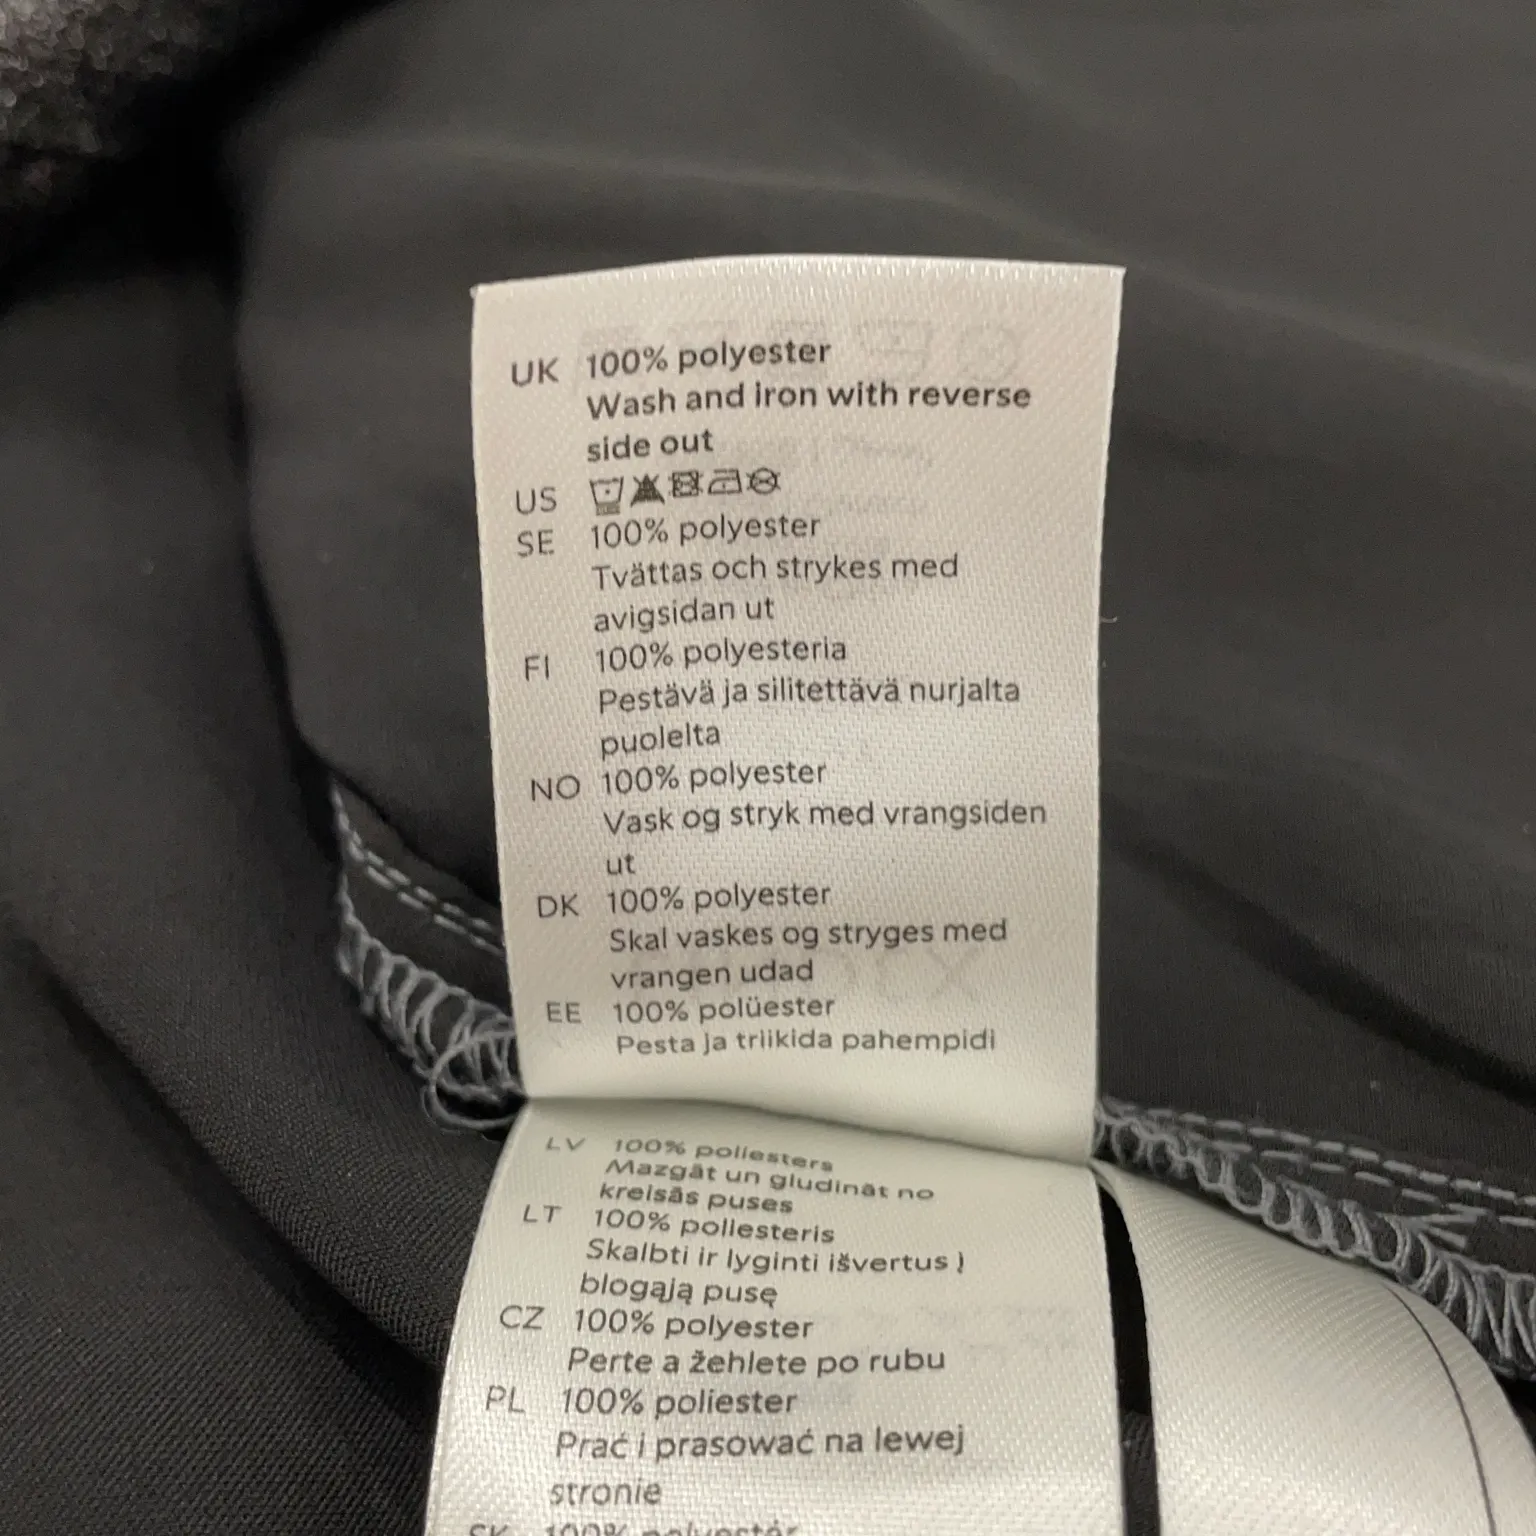 UK 100% polyester
Wash and iron with reverse
side out
US
SE 100% polyester
Tvättas och strykes med
avigsidan ut
FI 100% polyesteria
Pestävä ja silitettävä nurjalta
puolelta
NO 100% polyester
Vask og stryk med vrangsiden
ut
DK 100% polyester
Skal vaskes og stryges med
vrangen udad
EE 100% polüester
Pesta ja triikida pahempidi
LV 100% poliesters
Mazgāt un gludināt no
kreisās puses
LT 100% poliesteris
Skalbti ir lyginti išvertus į
blogąją pusę
CZ 100% polyester
Perte a žehlete po rubu
PL 100% poliester
Prać i prasować na lewej
stronie
SK 100% polyestér